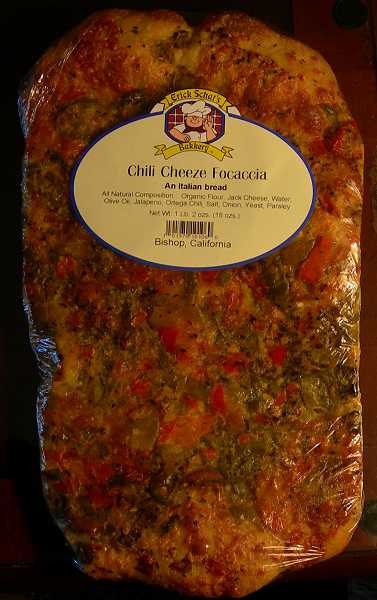 Erick Schat's
Bakkerÿ
Chili Cheeze Focaccia
An Italian bread
All Natural Composition: Organic Flour, Jack Cheese, Water,
Olive Oil, Jalapeno, Ortega Chili, Salt, Onion, Yeast, Parsley
Net Wt. 1 Lb. 2 ozs. (18 ozs.)
Bishop, California